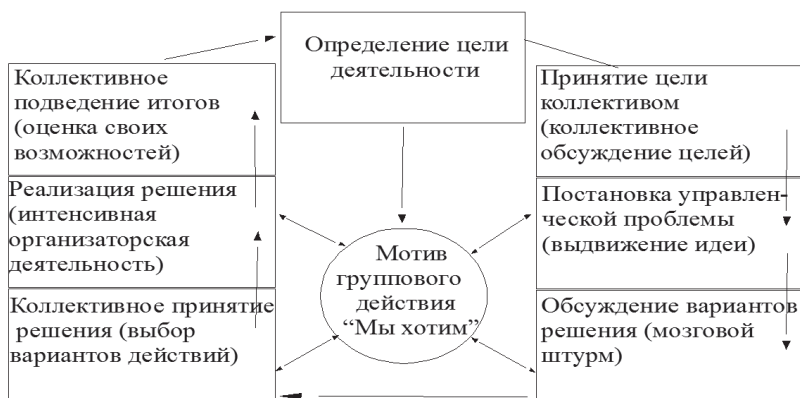 Определение цели
деятельности
Коллективное
подведение итогов
(оценка своих
возможностей)
Принятие цели
коллективом
(коллективное
обсуждение целей)
Реализация решения
(интенсивная
организаторская
деятельность)
Постановка управлен-
ческой проблемы
(выдвижение идеи)
Мотив
группового
действия
“Мы хотим”
Коллективное принятие
решения (выбор
вариантов действий)
Обсуждение вариантов
решения (мозговой
штурм)